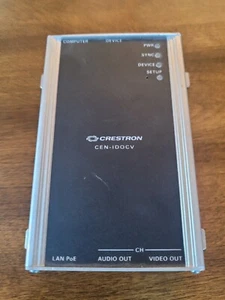 COMPUTER DEVICE
PWR
SYNC
DEVICE
SETUP
CRESTRON
CEN-IDOCV
CH
LAN PoE AUDIO OUT VIDEO OUT